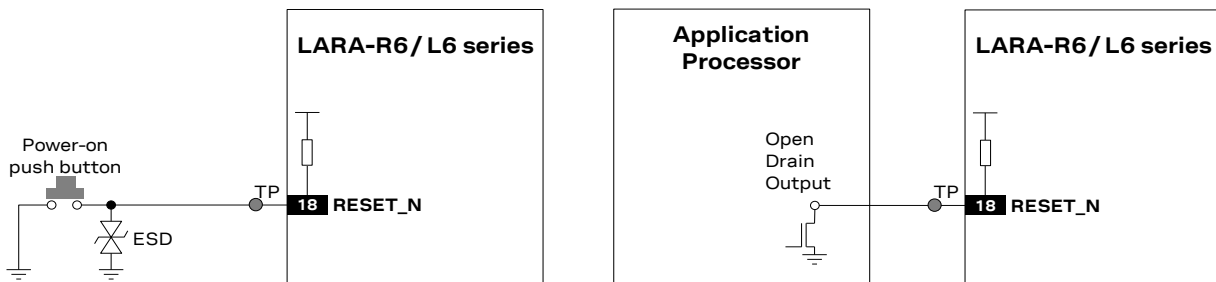 LARA-R6/ L6 series
Power-on
push button
TP
18 RESET_N
ESD
Application
Processor
Open
Drain
Output
LARA-R6/ L6 series
TP
18 RESET_N